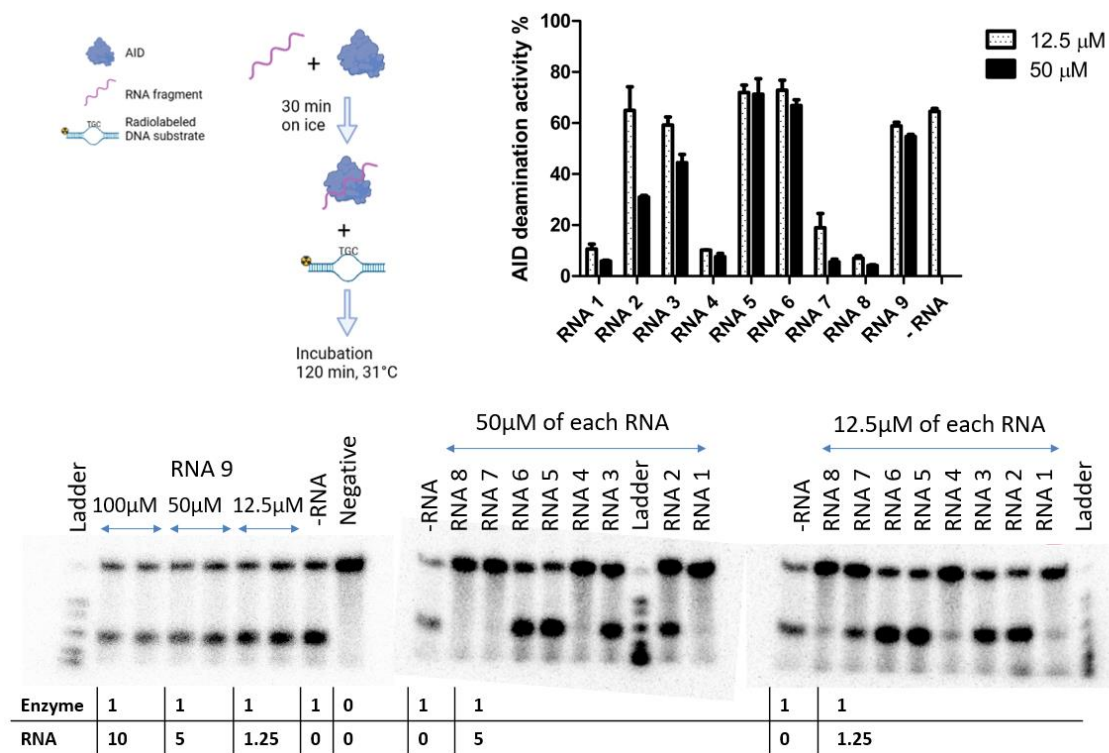 AID
RNA fragment
TGC
Radiolabeled
DNA substrate
+
30 min
on ice
+
TGC
Incubation
120 min, 31°C
AID deamination activity %
100
80
60
40
20
0
RNA 1
RNA 2
RNA 3
RNA 4
RNA 5
RNA 6
RNA 7
RNA 8
RNA 9
- RNA
12.5 μM
50 μM
Ladder
RNA 9
100μM 50μM 12.5μM
-RNA
Negative
50μM of each RNA
-RNA
RNA 8
RNA 7
RNA 6
RNA 5
RNA 4
RNA 3
Ladder
RNA 2
RNA 1
12.5μM of each RNA
-RNA
RNA 8
RNA 7
RNA 6
RNA 5
RNA 4
RNA 3
RNA 2
RNA 1
Ladder
Enzyme 1 1 1 1 0 1 1 1 1
RNA 10 5 1.25 0 0 0 5 0 1.25